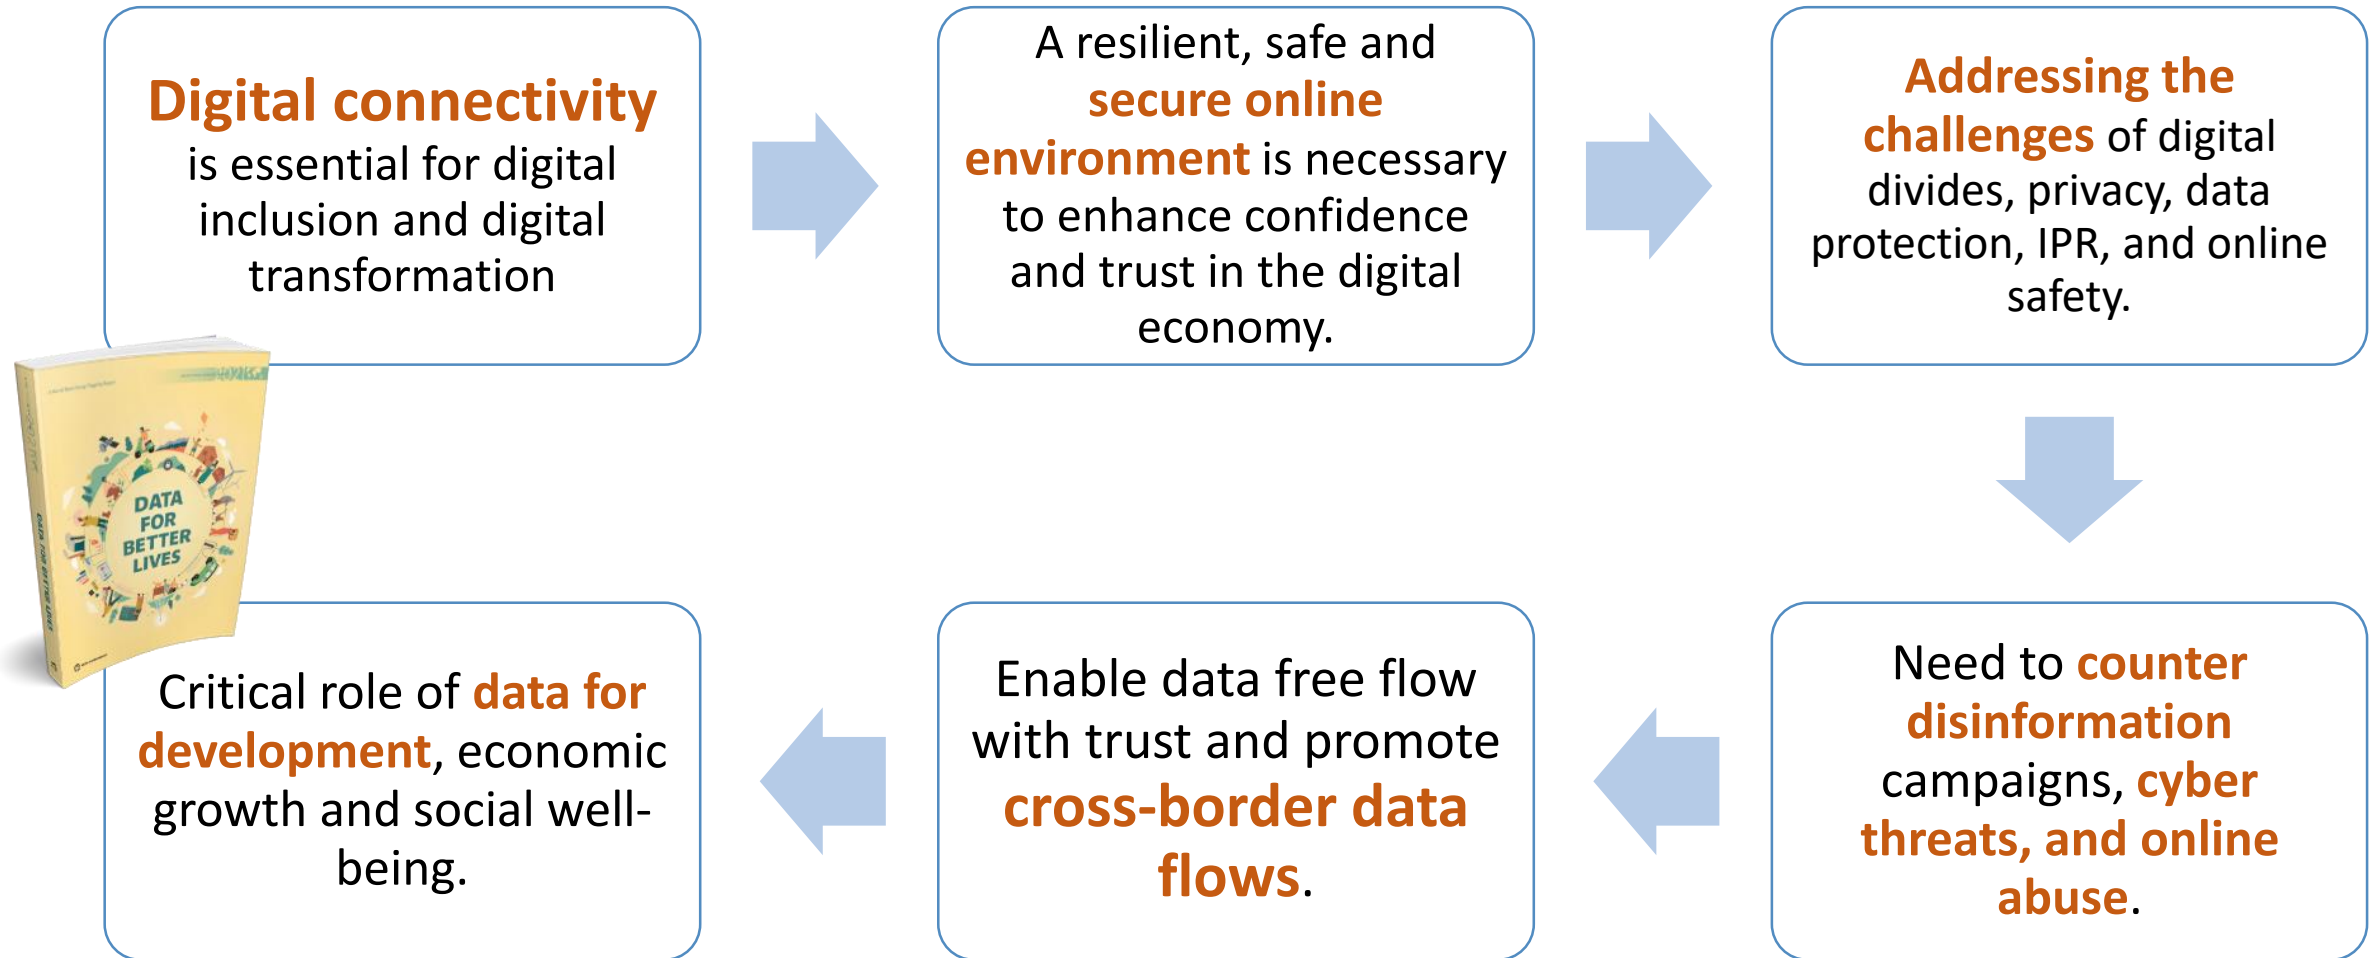 Digital connectivity
is essential for digital
inclusion and digital
transformation
A resilient, safe and
secure online
environment is necessary
to enhance confidence
and trust in the digital
economy.
Addressing the
challenges of digital
divides, privacy, data
protection, IPR, and online
safety.
Need to counter
disinformation
campaigns, cyber
threats, and online
abuse.
Enable data free flow
with trust and promote
cross-border data
flows.
DATA
FOR
BETTER
LIVES
DATA FOR BETTER LIVES
Critical role of data for
development, economic
growth and social well-
being.